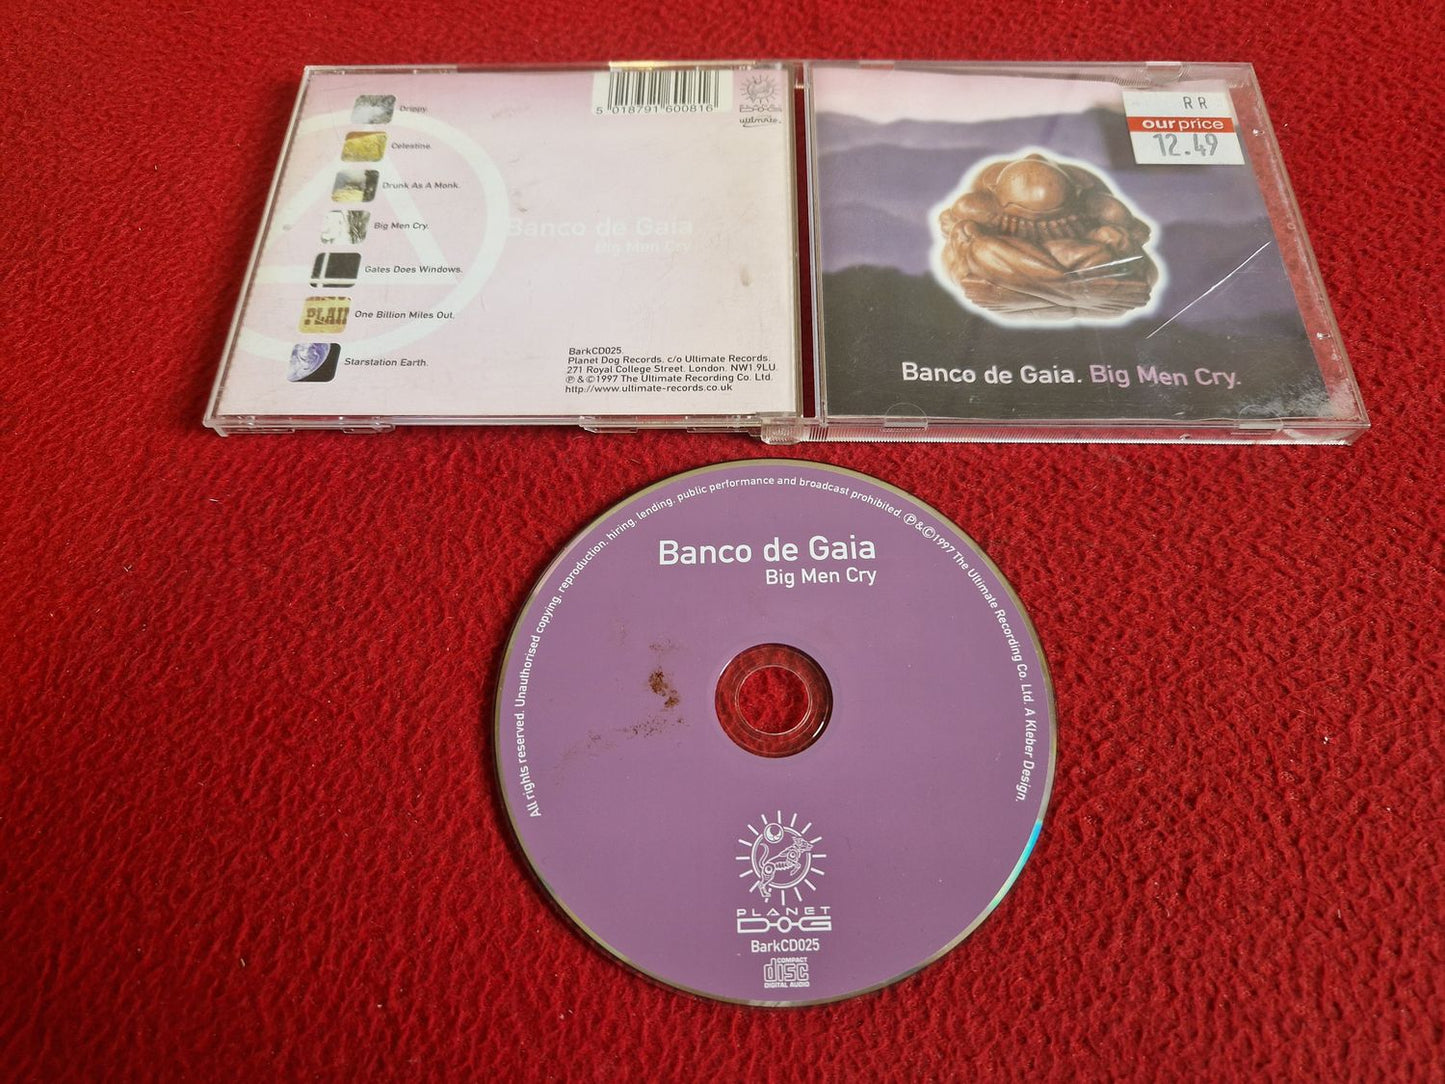 Drippy.
Celestine.
Drunk As A Monk.
Big Men Cry.
Gates Does Windows.
PLAU
One Billion Miles Out.
Starstation Earth.
5 018791 600816
ultimate
Banco de Gaia
Big Men Cry
BarkCD025.
Planet Dog Records. c/o Ultimate Records.
271 Royal College Street. London. NW1 9LU.
℗ & © 1997 The Ultimate Recording Co. Ltd.
http://www.ultimate-records.co.uk
RR
ourprice
12.49
Banco de Gaia. Big Men Cry.
All rights reserved. Unauthorised copying, reproduction, hiring, lending, public performance and broadcast prohibited. ℗ & © 1997 The Ultimate Recording Co. Ltd. A Kleber Design.
Banco de Gaia
Big Men Cry
PLANET
DOG
BarkCD025
COMPACT
disc
DIGITAL AUDIO